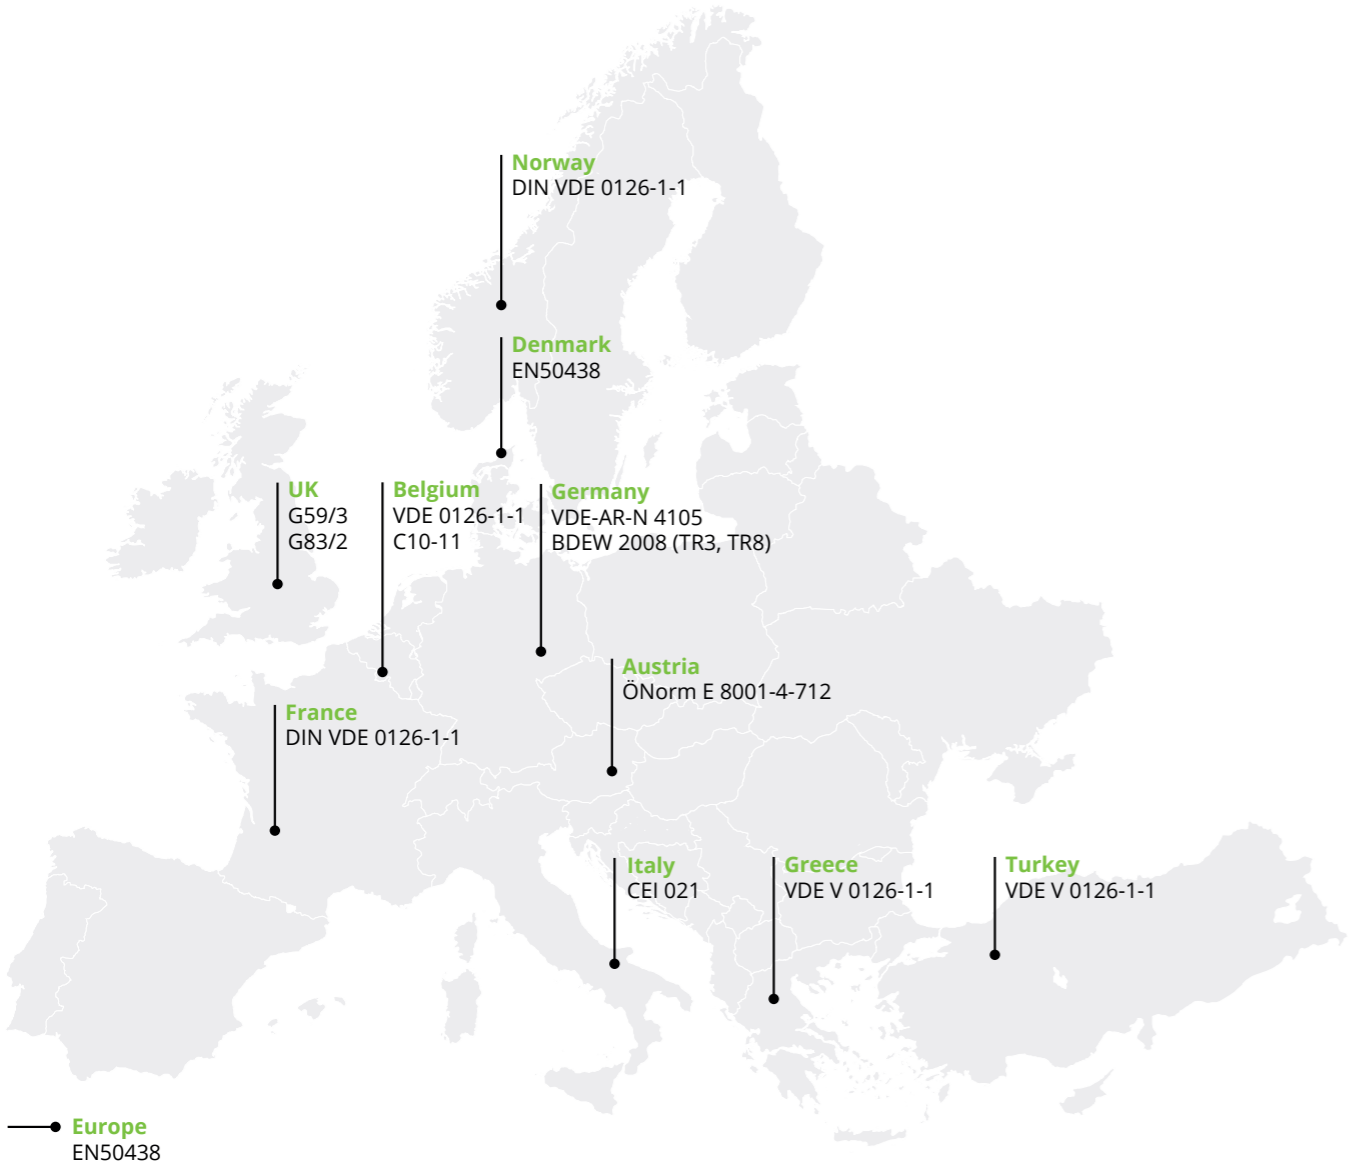 Norway
DIN VDE 0126-1-1
Denmark
EN50438
UK
G59/3
G83/2
Belgium
VDE 0126-1-1
C10-11
Germany
VDE-AR-N 4105
BDEW 2008 (TR3, TR8)
Austria
ÖNorm E 8001-4-712
France
DIN VDE 0126-1-1
Italy
CEI 021
Greece
VDE V 0126-1-1
Turkey
VDE V 0126-1-1
Europe
EN50438